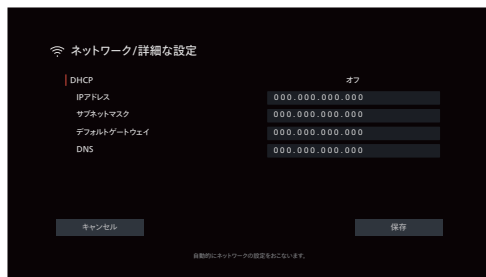 ネットワーク/詳細な設定
DHCP オフ
IPアドレス 000.000.000.000
サブネットマスク 000.000.000.000
デフォルトゲートウェイ 000.000.000.000
DNS 000.000.000.000
キャンセル 保存
自動的にネットワークの設定をおこないます。